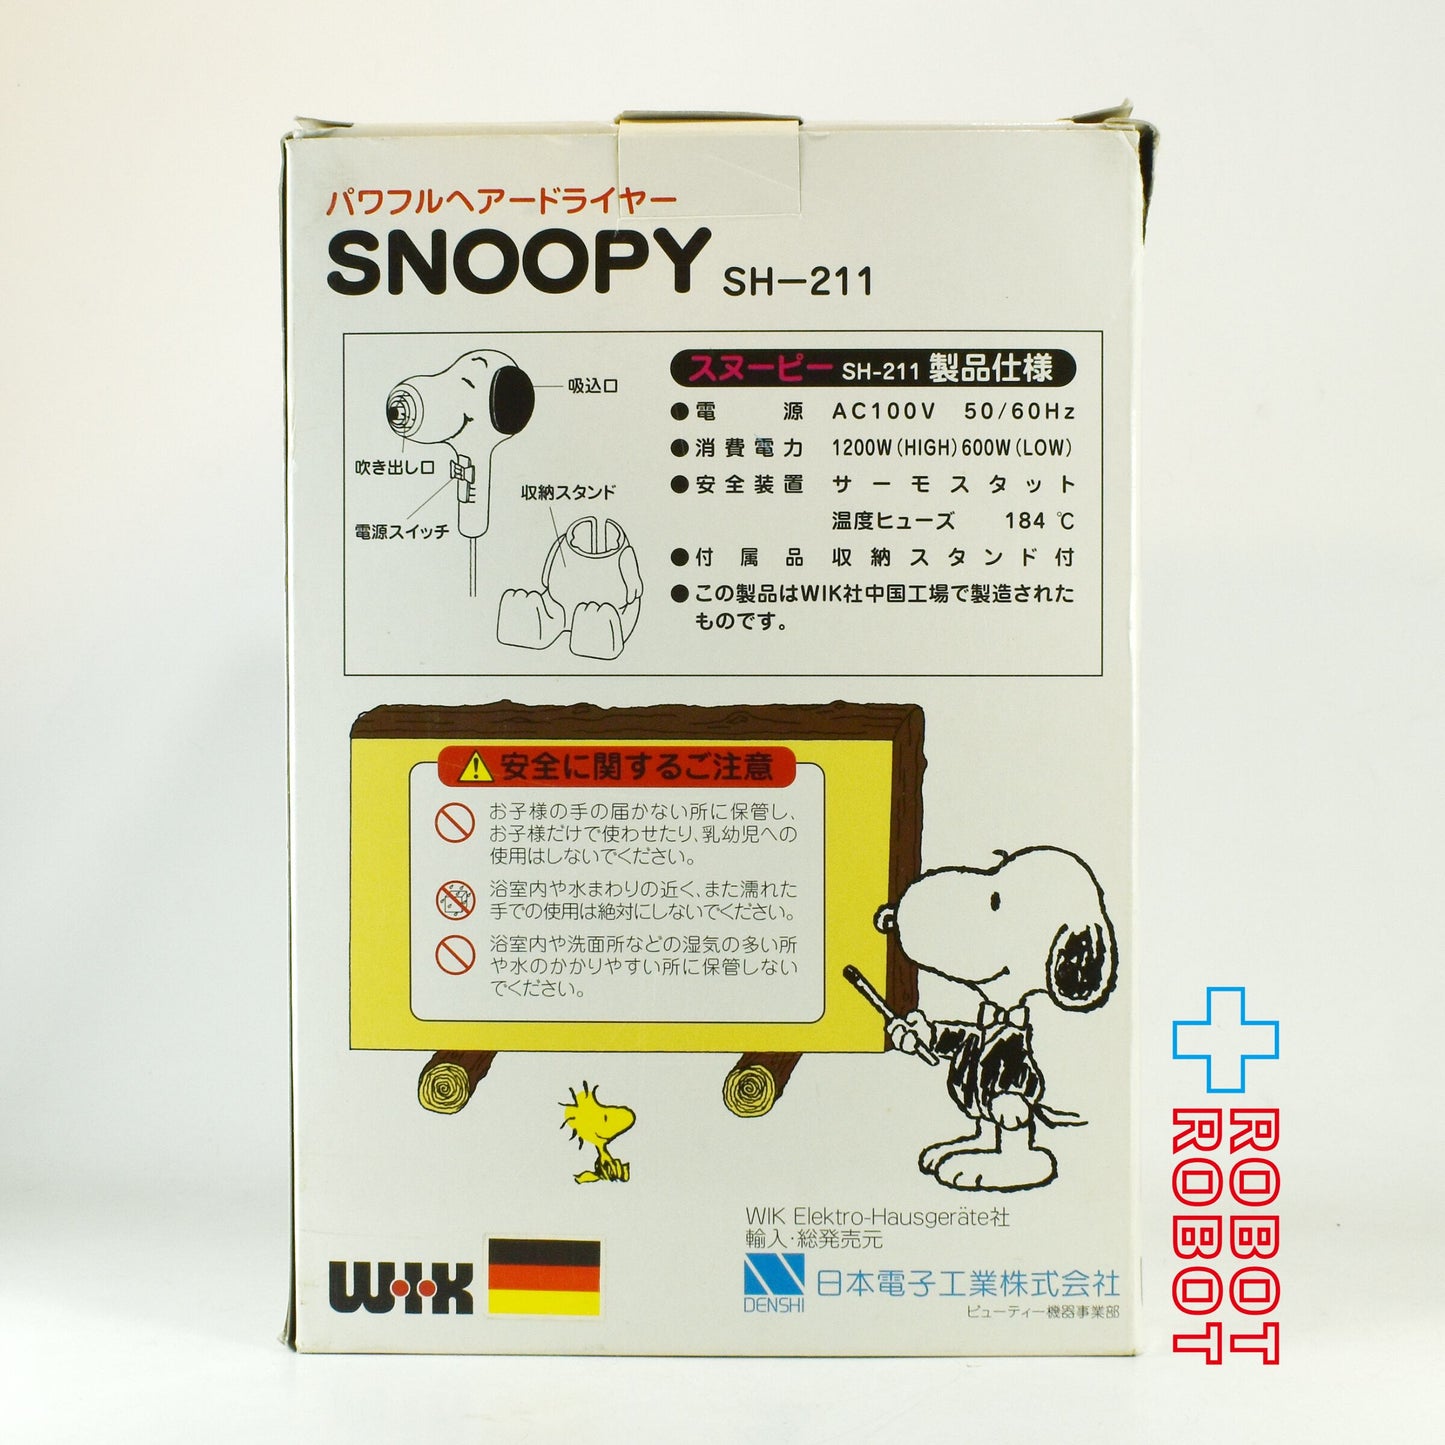 パワフルヘアードライヤー
SNOOPY SH-211
吸込口
吹き出し口
電源スイッチ
収納スタンド
スヌーピー SH-211 製品仕様
●電源 AC100V 50/60Hz
●消費電力 1200W(HIGH)600W(LOW)
●安全装置 サーモスタット
温度ヒューズ 184℃
●付属品 収納スタンド付
●この製品はWIK社中国工場で製造された
ものです。
安全に関するご注意
お子様の手の届かない所に保管し、
お子様だけで使わせたり、乳幼児への
使用はしないでください。
浴室内や水まわりの近く、また濡れた
手での使用は絶対にしないでください。
浴室内や洗面所などの湿気の多い所
や水のかかりやすい所に保管しない
でください。
WIK Elektro-Hausgeräte社
輸入・総発売元
DENSHI 日本電子工業株式会社
ビューティー機器事業部
WIK
ROBOT
ROBOT